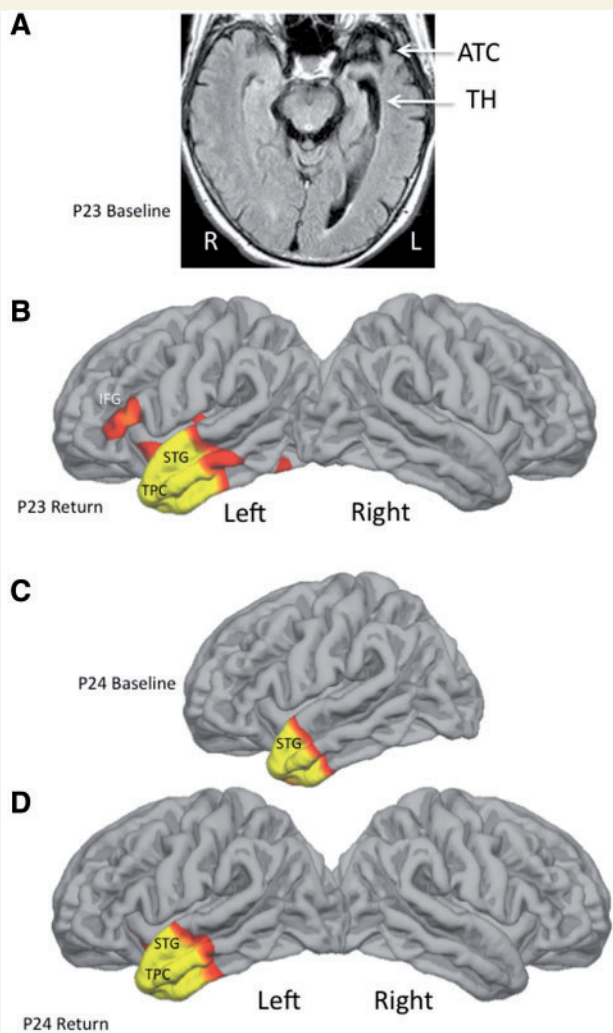 A
ATC
TH
P23 Baseline
R
L
B
IFG
STG
TPC
P23 Return
Left
Right
C
P24 Baseline
STG
D
STG
TPC
Left
Right
P24 Return